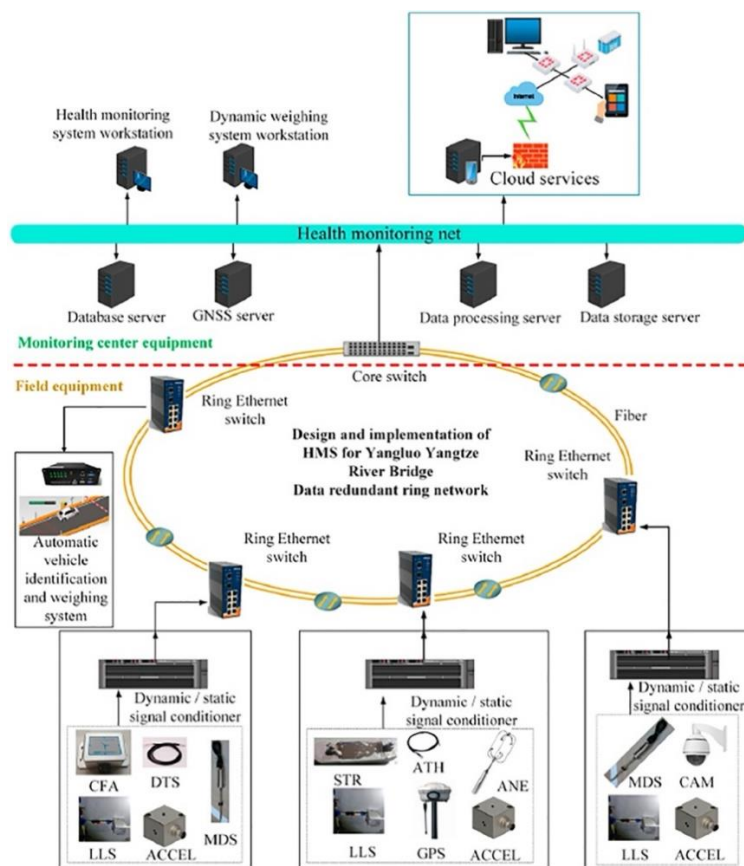 Health monitoring
system workstation
Dynamic weighing
system workstation
Internet
Cloud services
Health monitoring net
Database server
GNSS server
Data processing server
Data storage server
Monitoring center equipment
Field equipment
Core switch
Ring Ethernet
switch
Fiber
Design and implementation of
HMS for Yangluo Yangtze
River Bridge
Data redundant ring network
Ring Ethernet
switch
Automatic
vehicle
identification
and weighing
system
Ring Ethernet
switch
Ring Ethernet
switch
Dynamic / static
signal conditioner
CFA
DTS
MDS
LLS
ACCEL
Dynamic / static
signal conditioner
STR
ATH
ANE
LLS
GPS
ACCEL
Dynamic / static
signal conditioner
MDS
CAM
LLS
ACCEL